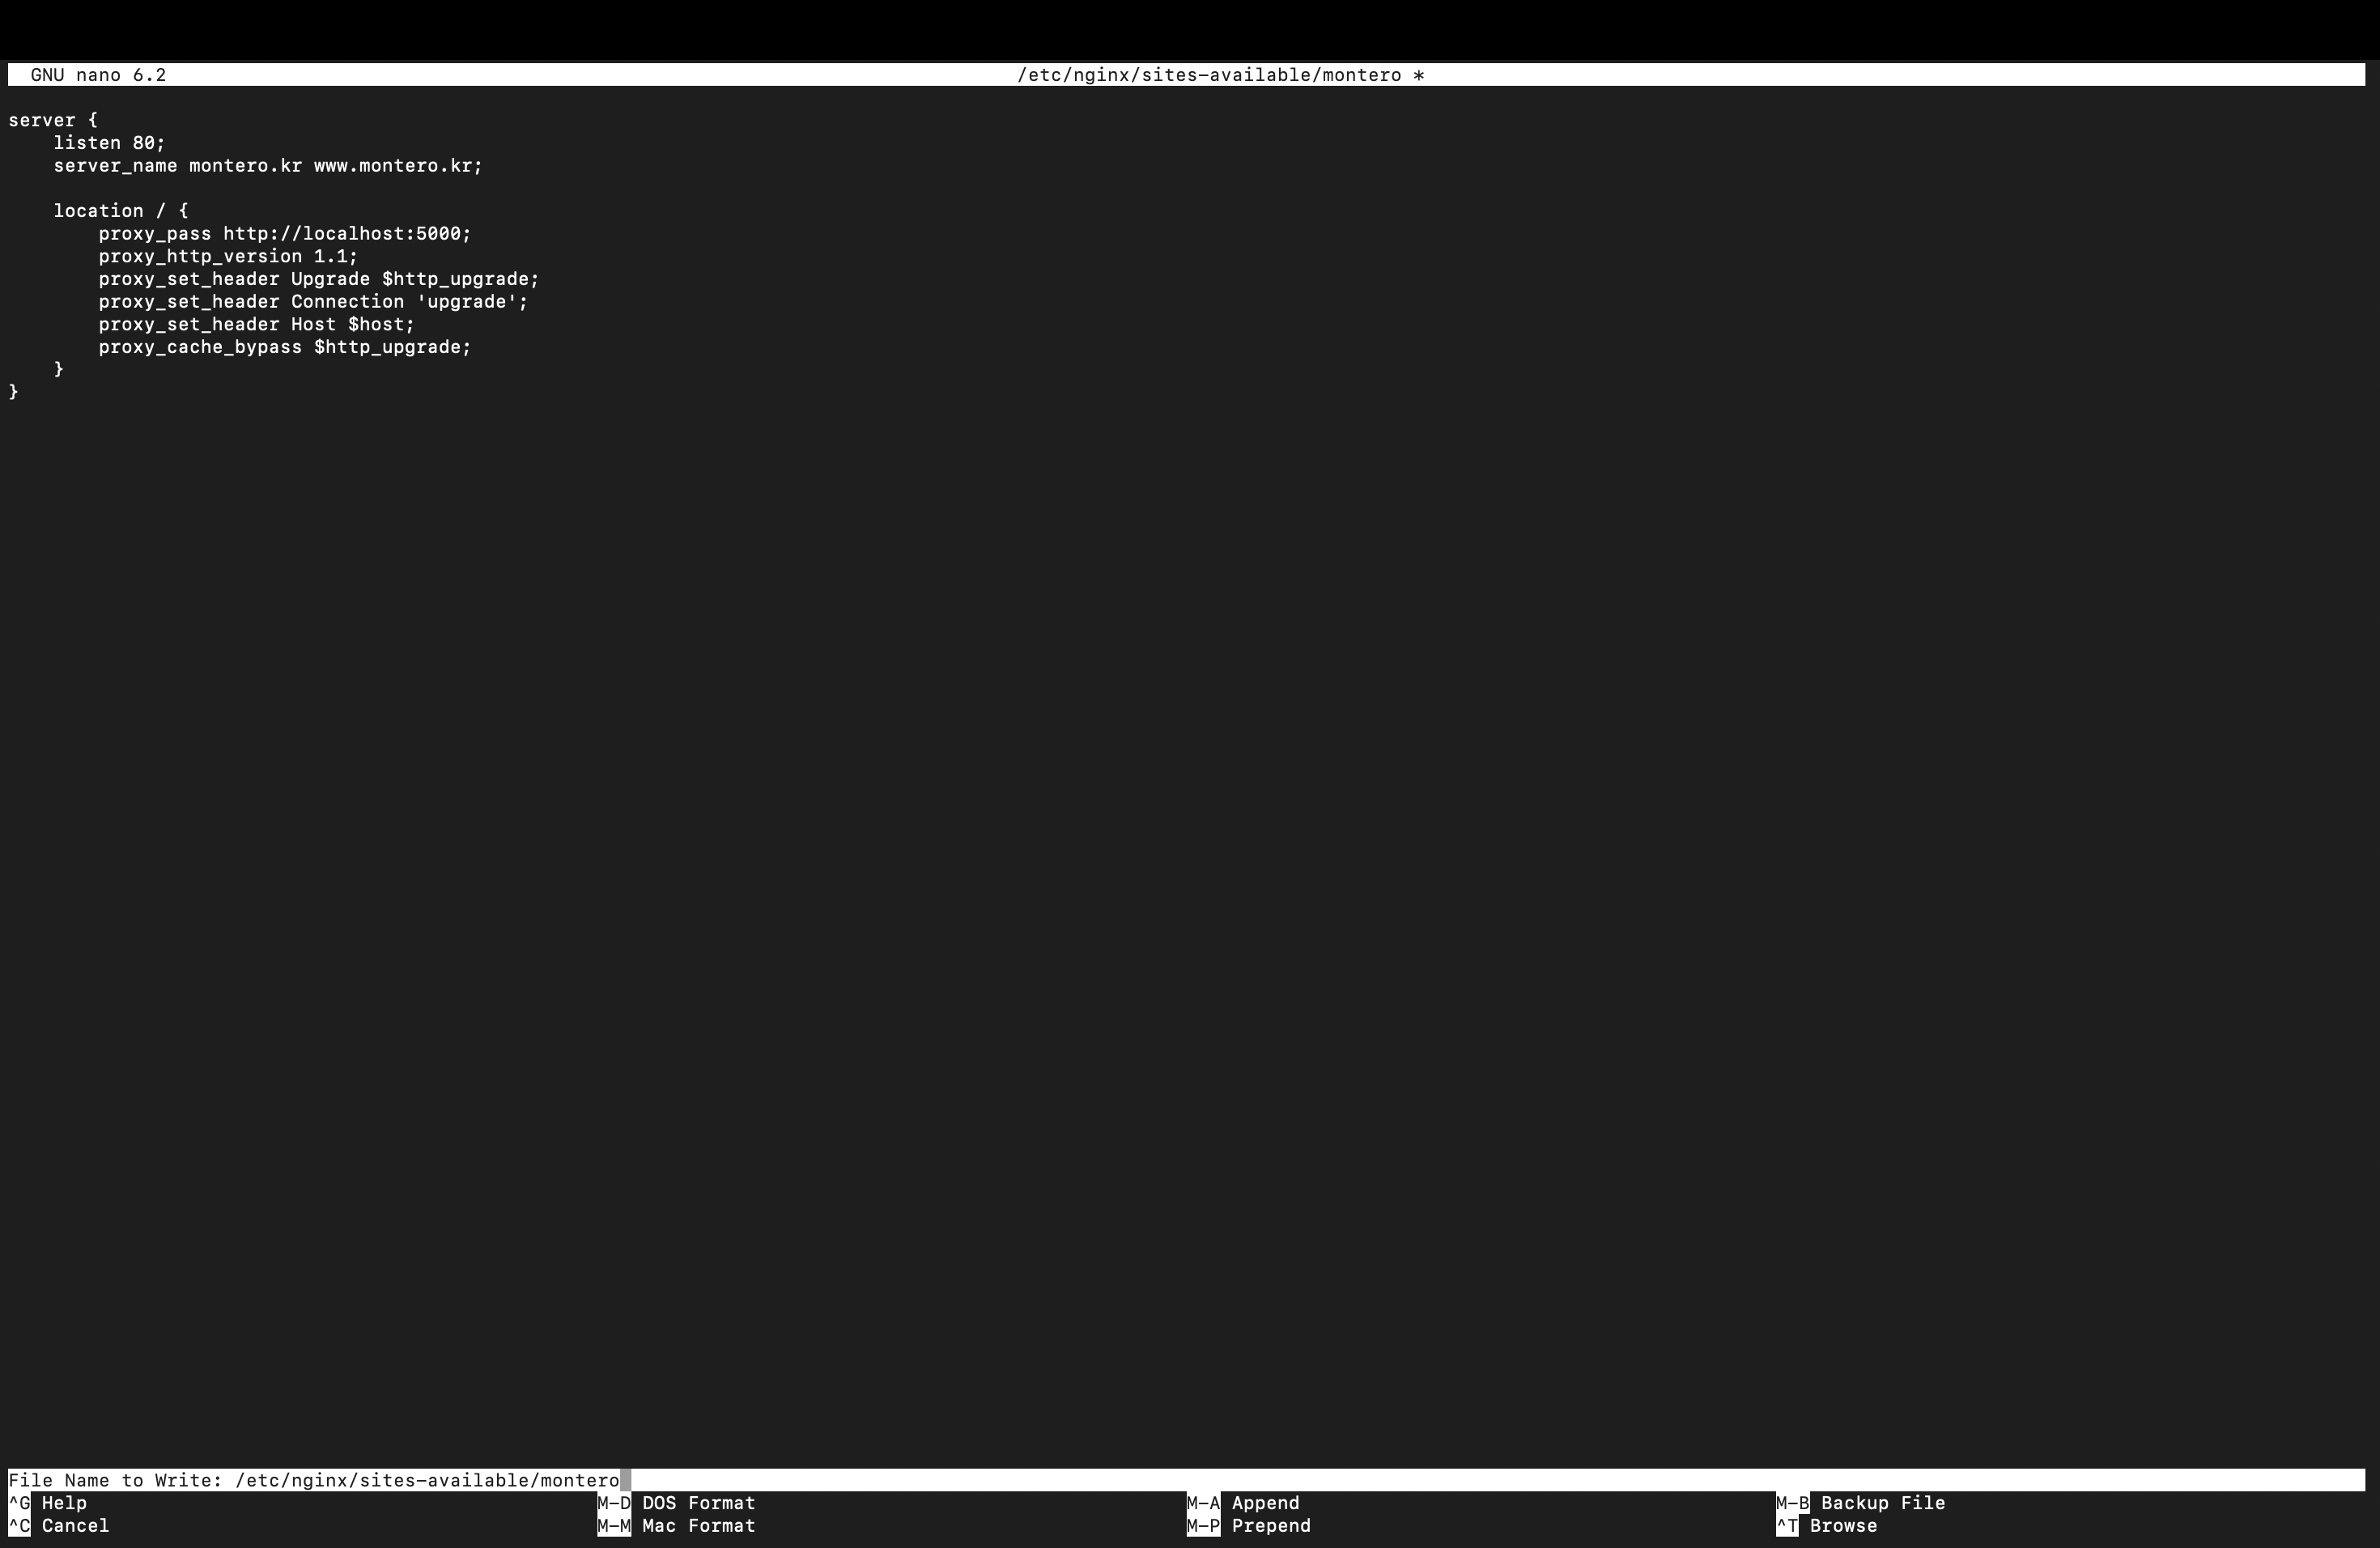 GNU nano 6.2 /etc/nginx/sites-available/montero *
server {
    listen 80;
    server_name montero.kr www.montero.kr;
    location / {
        proxy_pass http://localhost:5000;
        proxy_http_version 1.1;
        proxy_set_header Upgrade $http_upgrade;
        proxy_set_header Connection 'upgrade';
        proxy_set_header Host $host;
        proxy_cache_bypass $http_upgrade;
    }
}
File Name to Write: /etc/nginx/sites-available/montero
^G Help M-D DOS Format M-A Append M-B Backup File
^C Cancel M-M Mac Format M-P Prepend ^T Browse